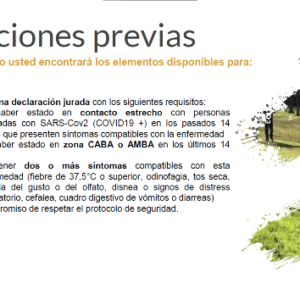 ciones previas
o usted encontrará los elementos disponibles para:
na declaración jurada con los siguientes requisitos:
aber estado en contacto estrecho con personas
adas con SARS-Cov2 (COVID19 +) en los pasados 14
que presenten sintomas compatibles con la enfermedad
aber estado en zona CABA o AMBA en los últimos 14
ener dos o más sintomas compatibles con esta
medad (fiebre de 37,5°C o superior, odinofagia, tos seca,
a del gusto o del olfato, disnea o signos de distress
atorio, cefalea, cuadro digestivo de vómitos o diarreas)
promiso de respetar el protocolo de seguridad.